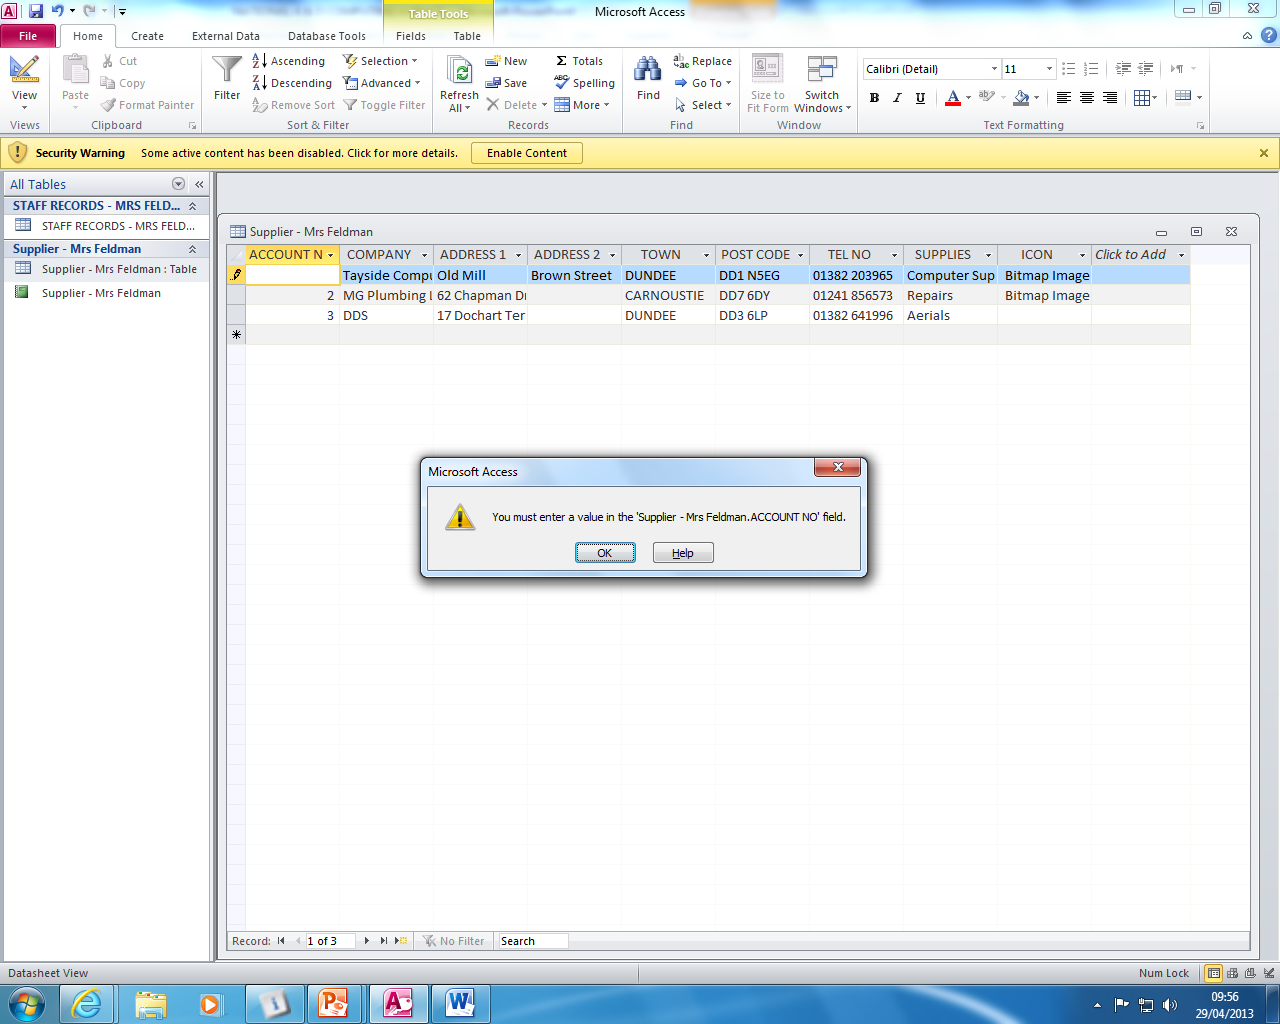 Table Tools
Microsoft Access
File Home Create External Data Database Tools Fields Table
View
Views
Paste
Cut
Copy
Format Painter
Clipboard
Filter
Ascending
Descending
Remove Sort
Selection
Advanced
Toggle Filter
Sort & Filter
Refresh
All
New
Save
Delete
Totals
Spelling
More
Records
Find
Replace
Go To
Select
Find
Size to
Fit Form
Switch
Windows
Window
Calibri (Detail) 11
B I U A
Text Formatting
Security Warning Some active content has been disabled. Click for more details. Enable Content
All Tables
STAFF RECORDS - MRS FELD...
STAFF RECORDS - MRS FELD...
Supplier - Mrs Feldman
Supplier - Mrs Feldman : Table
Supplier - Mrs Feldman
Supplier - Mrs Feldman
ACCOUNT N COMPANY ADDRESS 1 ADDRESS 2 TOWN POST CODE TEL NO SUPPLIES ICON Click to Add
Tayside Compu Old Mill Brown Street DUNDEE DD1 N5EG 01382 203965 Computer Sup Bitmap Image
2 MG Plumbing L 62 Chapman Dr CARNOUSTIE DD7 6DY 01241 856573 Repairs Bitmap Image
3 DDS 17 Dochart Ter DUNDEE DD3 6LP 01382 641996 Aerials
Microsoft Access
You must enter a value in the 'Supplier - Mrs Feldman.ACCOUNT NO' field.
OK Help
Record: 1 of 3 No Filter Search
Datasheet View Num Lock
09:56
29/04/2013